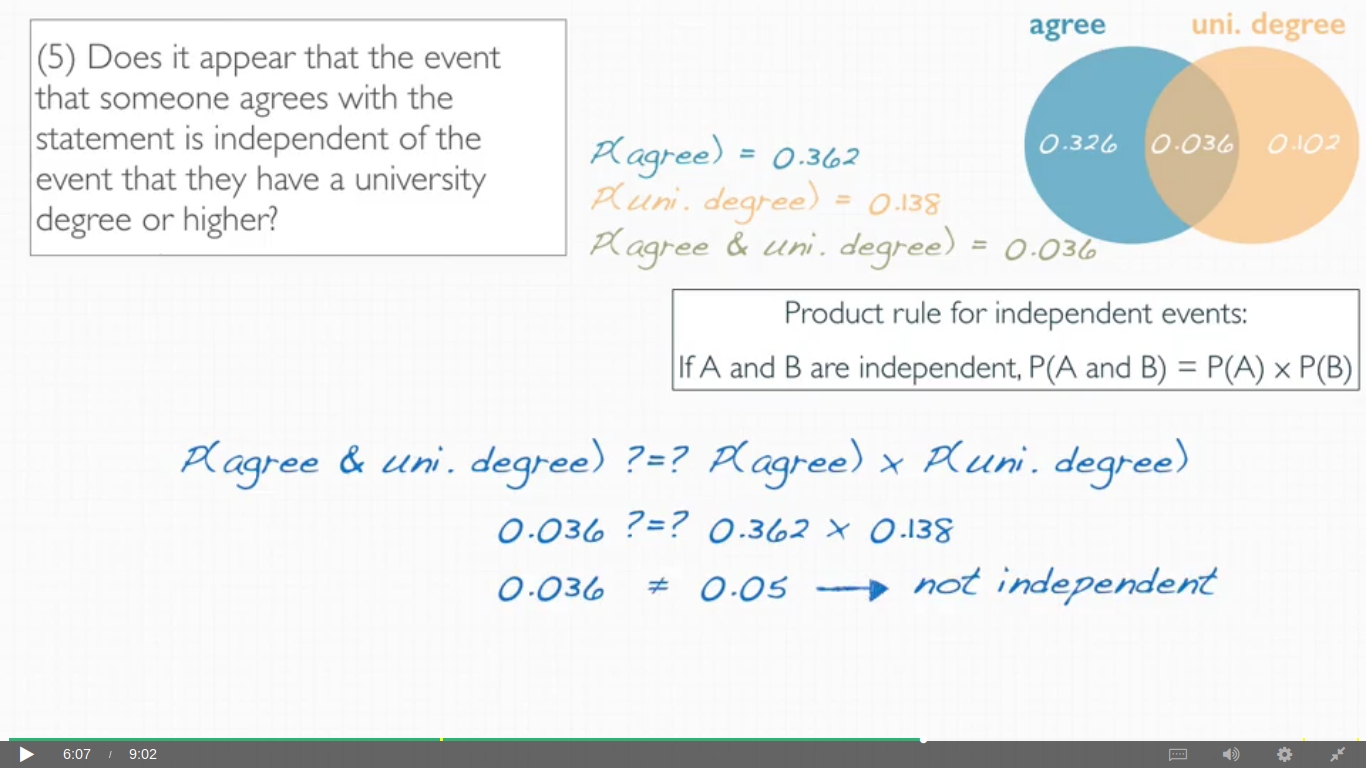 agree uni. degree
(5) Does it appear that the event
that someone agrees with the
statement is independent of the
event that they have a university
degree or higher?
0.326 0.036 0.102
P(agree) = 0.362
P(uni. degree) = 0.138
P(agree & uni. degree) = 0.036
Product rule for independent events:
If A and B are independent, P(A and B) = P(A) x P(B)
P(agree & uni. degree) ?=? P(agree) x P(uni. degree)
0.036 ?=? 0.362 x 0.138
0.036 ≠ 0.05 → not independent
6:07 / 9:02